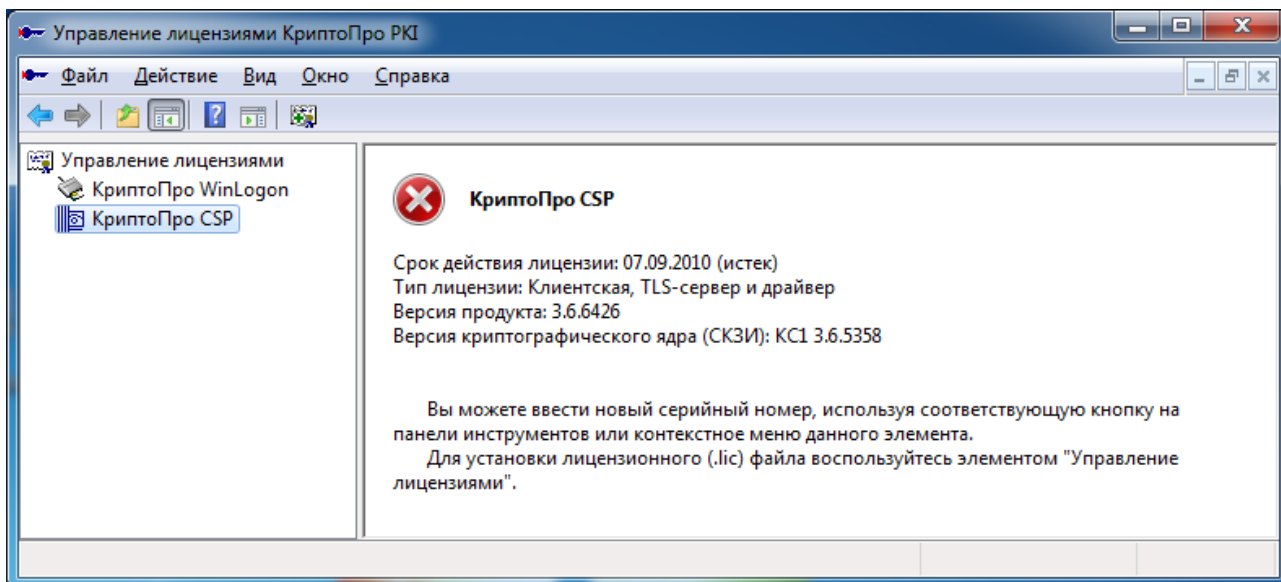 Управление лицензиями КриптоПро PKI
Файл Действие Вид Окно Справка
Управление лицензиями
КриптоПро WinLogon
КриптоПро CSP
КриптоПро CSP
Срок действия лицензии: 07.09.2010 (истек)
Тип лицензии: Клиентская, TLS-сервер и драйвер
Версия продукта: 3.6.6426
Версия криптографического ядра (СКЗИ): КС1 3.6.5358
Вы можете ввести новый серийный номер, используя соответствующую кнопку на
панели инструментов или контекстное меню данного элемента.
Для установки лицензионного (.lic) файла воспользуйтесь элементом "Управление
лицензиями".